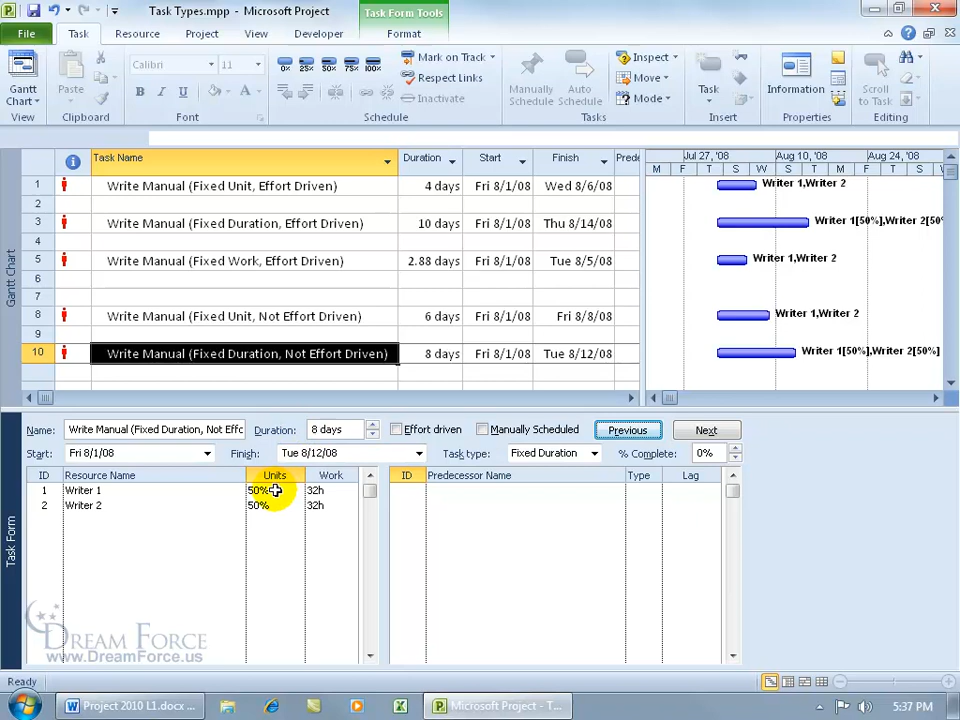 Task Types.mpp - Microsoft Project
Task Form Tools
File Task Resource Project View Developer Format
Gantt Chart
View
Paste
Clipboard
Calibri 11
B I U A
Font
0% 25% 50% 75% 100%
Mark on Track
Respect Links
Inactivate
Schedule
Manually Schedule
Auto Schedule
Inspect
Move
Mode
Tasks
Task
Insert
Information
Properties
Scroll to Task
Editing
Task Name Duration Start Finish Prede
Jul 27, '08 Aug 10, '08 Aug 24, '08
M F T S W S T M F T S W
1 Write Manual (Fixed Unit, Effort Driven) 4 days Fri 8/1/08 Wed 8/6/08 Writer 1,Writer 2
2
3 Write Manual (Fixed Duration, Effort Driven) 10 days Fri 8/1/08 Thu 8/14/08 Writer 1[50%],Writer 2[50%
4
5 Write Manual (Fixed Work, Effort Driven) 2.88 days Fri 8/1/08 Tue 8/5/08 Writer 1,Writer 2
6
7
8 Write Manual (Fixed Unit, Not Effort Driven) 6 days Fri 8/1/08 Fri 8/8/08 Writer 1,Writer 2
9
10 Write Manual (Fixed Duration, Not Effort Driven) 8 days Fri 8/1/08 Tue 8/12/08 Writer 1[50%],Writer 2[50%]
Gantt Chart
Name: Write Manual (Fixed Duration, Not Effo Duration: 8 days Effort driven Manually Scheduled Previous Next
Start: Fri 8/1/08 Finish: Tue 8/12/08 Task type: Fixed Duration % Complete: 0%
ID Resource Name Units Work ID Predecessor Name Type Lag
1 Writer 1 50% 32h
2 Writer 2 50% 32h
Task Form
DREAM FORCE
www.DreamForce.us
Ready
Project 2010 L1.docx ... Microsoft Project - T... 5:37 PM